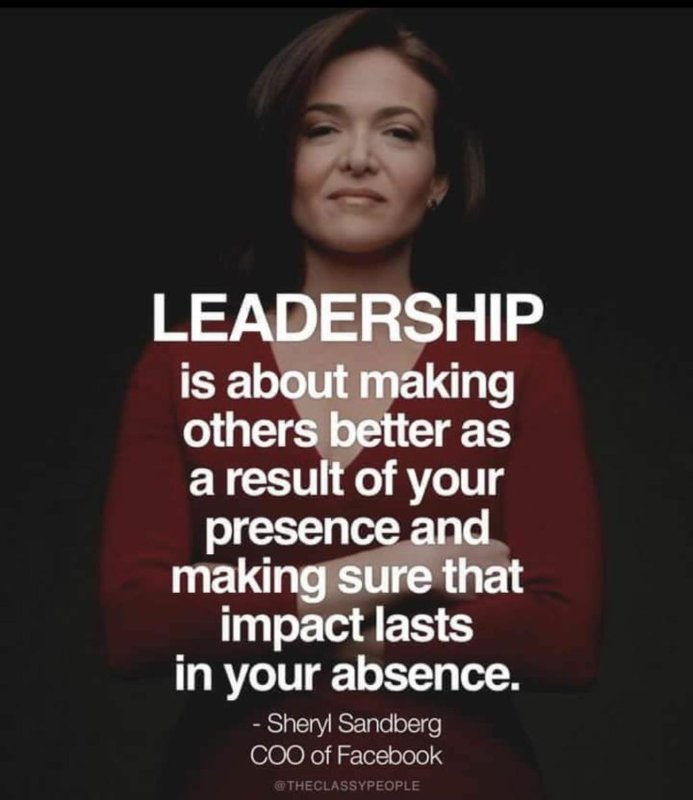 LEADERSHIP
is about making
others better as
a result of your
presence and
making sure that
impact lasts
in your absence.
- Sheryl Sandberg
COO of Facebook
@THECLASSYPEOPLE